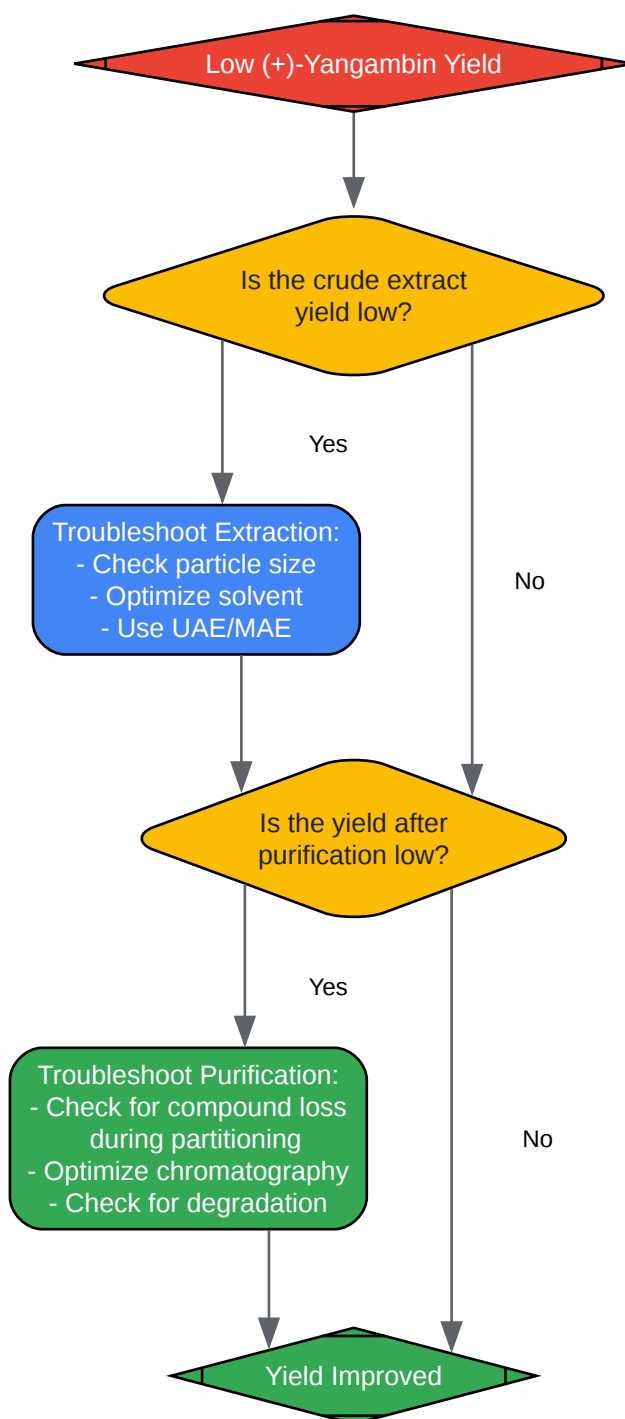 Low (+)-Yangambin Yield
Is the crude extract
yield low?
Yes
Troubleshoot Extraction:
- Check particle size
- Optimize solvent
- Use UAE/MAE
No
Is the yield after
purification low?
Yes
Troubleshoot Purification:
- Check for compound loss
during partitioning
- Optimize chromatography
- Check for degradation
No
Yield Improved